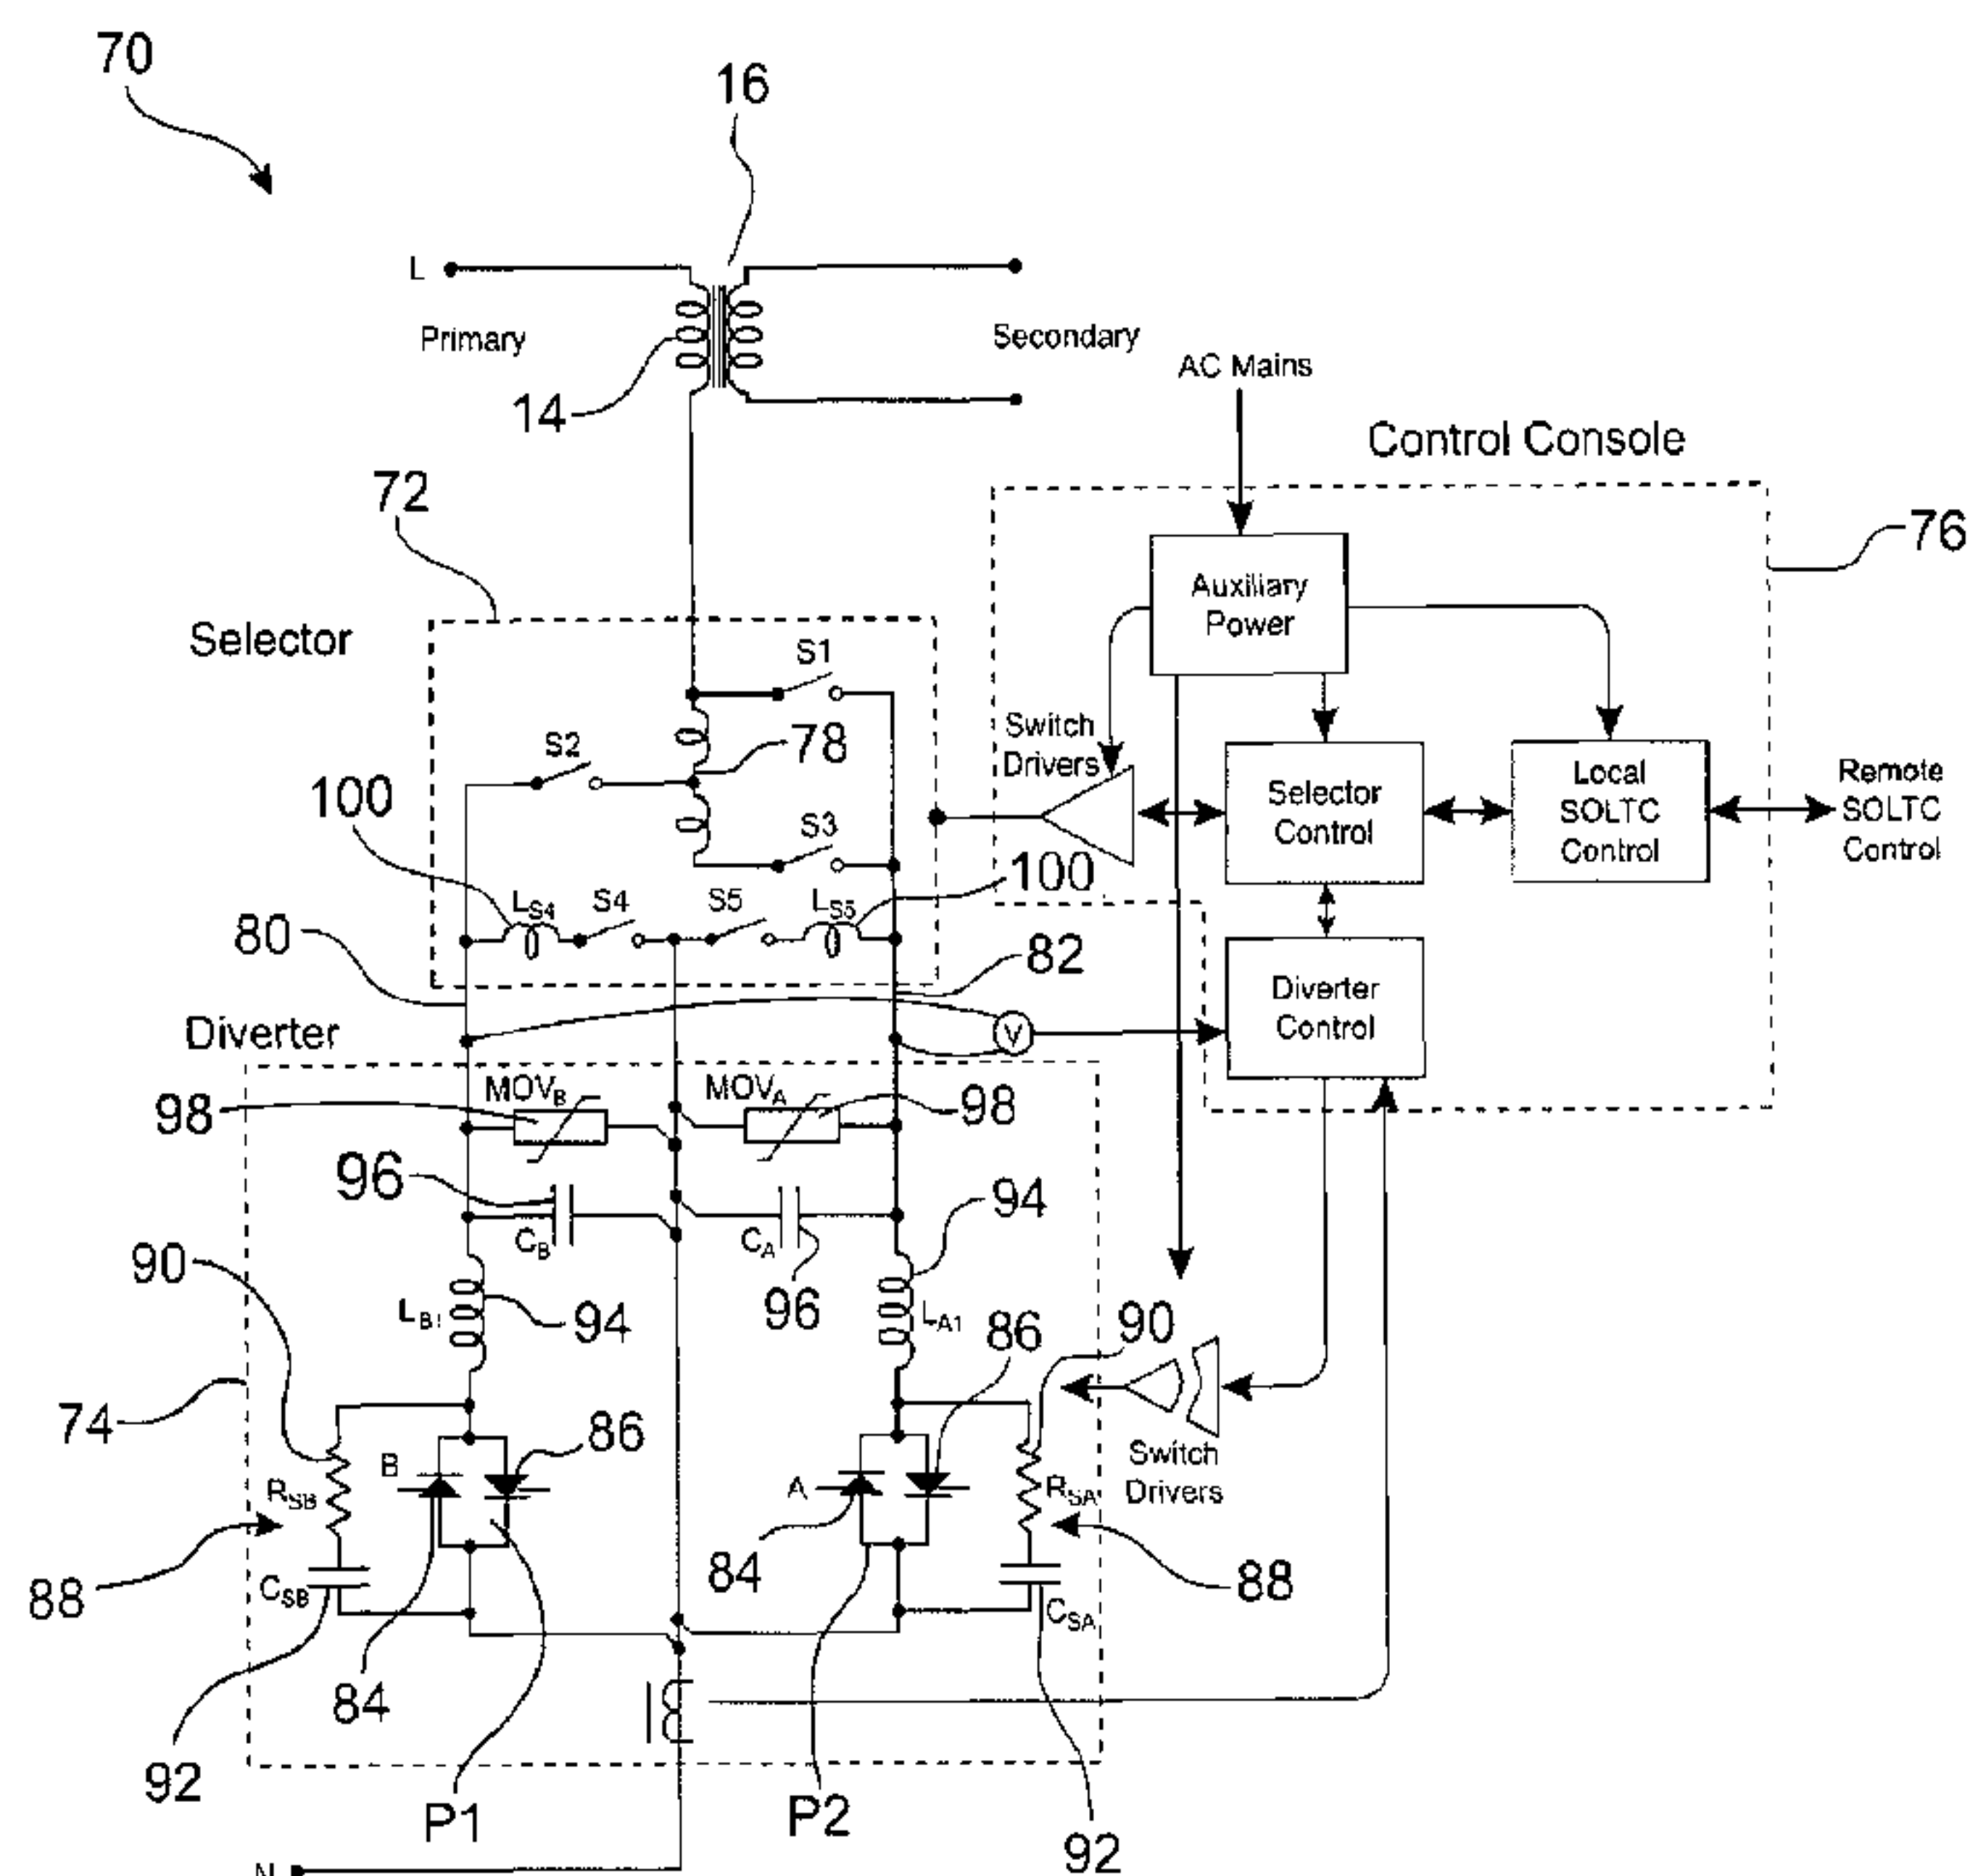 70
16
L
Primary
Secondary
14
AC Mains
Control Console
72
76
Auxiliary
Power
Selector
S1
Switch
Drivers
S2
78
Selector
Control
Local
SOLTC
Control
Remote
SOLTC
Control
100
S3
100
LS4
S4
S5
LS5
80
82
Diverter
Control
Diverter
V
MOVB
MOVA
98
98
96
94
CB
CA
90
96
LB1
94
LA1
86
90
74
86
B
A
RSB
RSA
Switch
Drivers
88
84
88
CSB
CSA
84
92
P1
P2
92
N